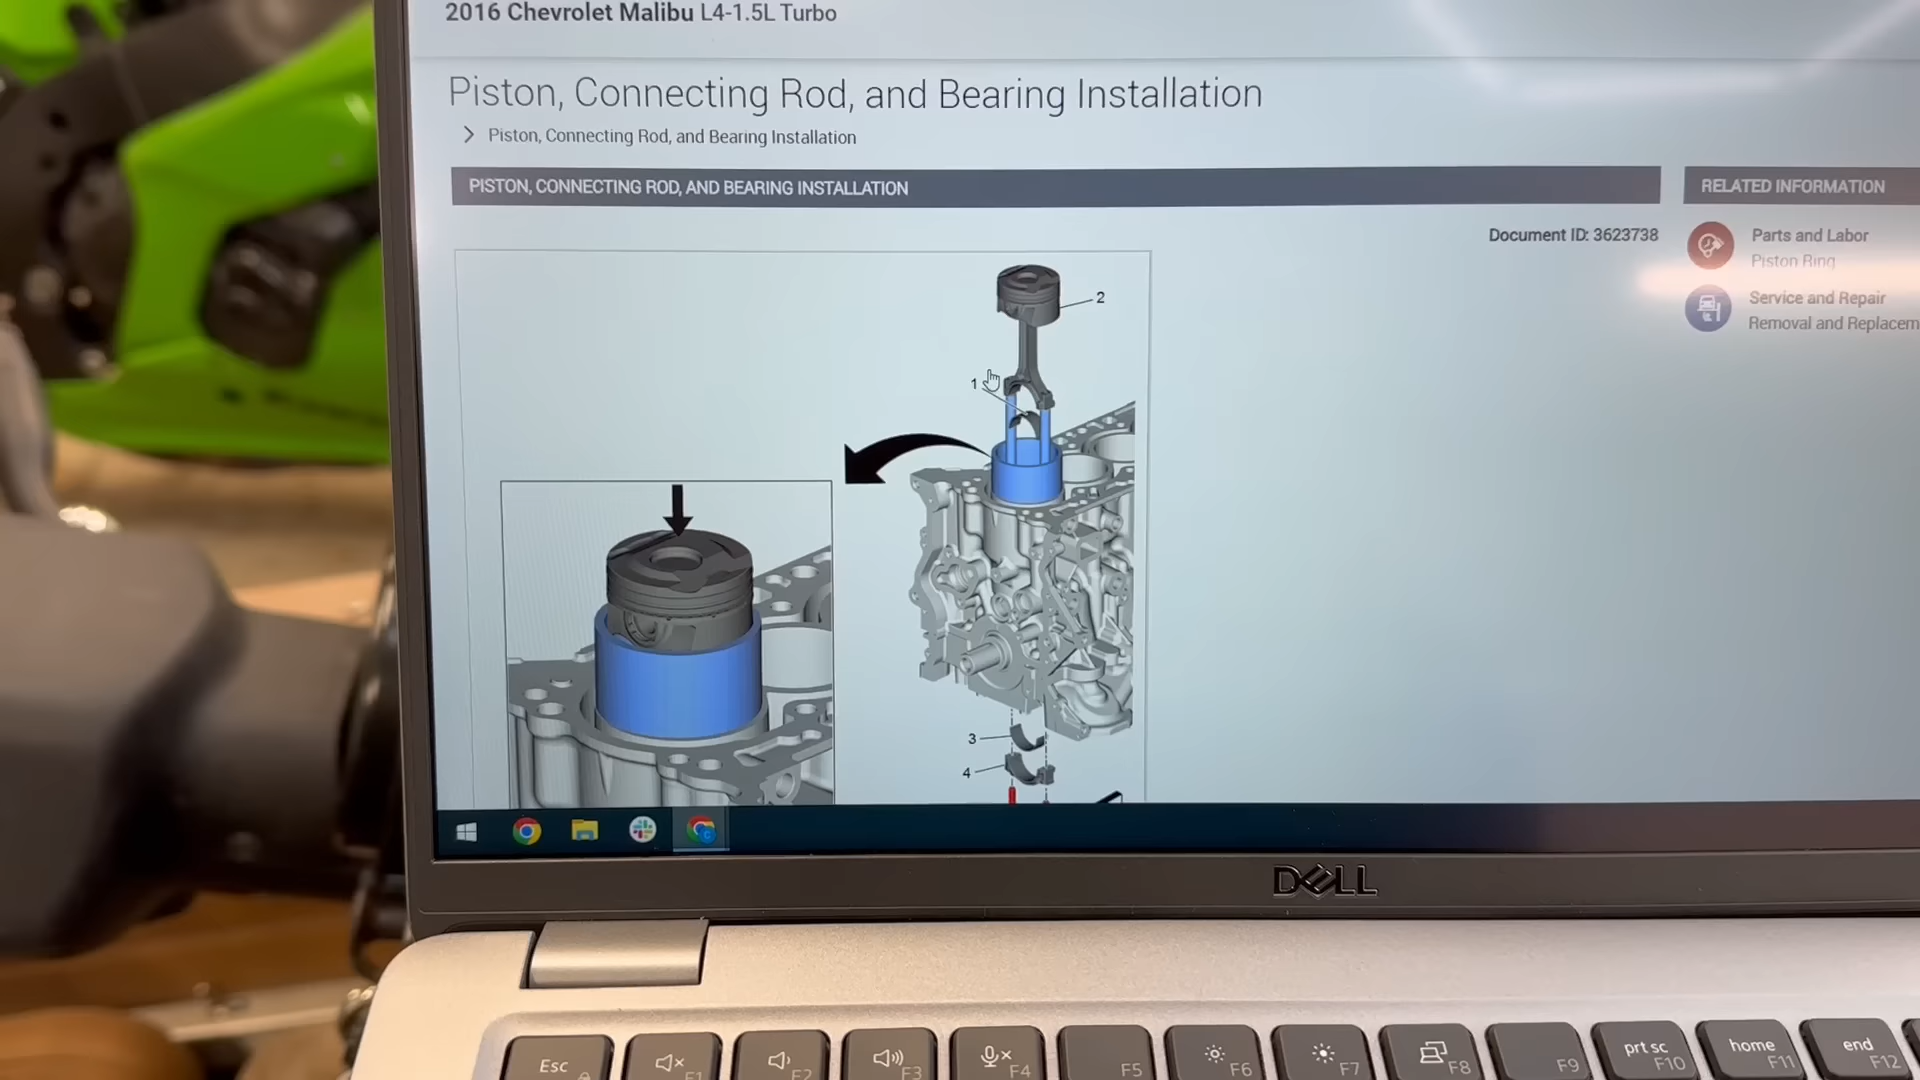 2016 Chevrolet Malibu L4-1.5L Turbo
Piston, Connecting Rod, and Bearing Installation
Piston, Connecting Rod, and Bearing Installation
PISTON, CONNECTING ROD, AND BEARING INSTALLATION
RELATED INFORMATION
Document ID: 3623738
Parts and Labor
Piston Ring
Service and Repair
Removal and Replacem
2
1
3
4
DELL
Esc
F1
F2
F3
F4
F5
F6
F7
F8
F9
prt sc
F10
home
F11
end
F12